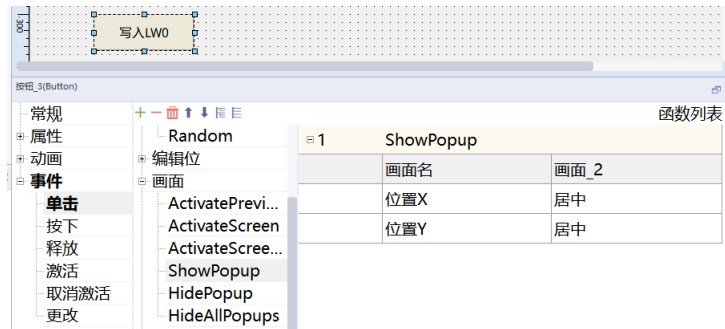 300
写入LW0
按钮_3(Button)
常规
函数列表
属性
Random
1
ShowPopup
动画
编辑位
画面名
画面_2
事件
画面
单击
ActivatePrevi...
位置X
居中
按下
ActivateScreen
位置Y
居中
释放
ActivateScree...
激活
ShowPopup
取消激活
HidePopup
更改
HideAllPopups